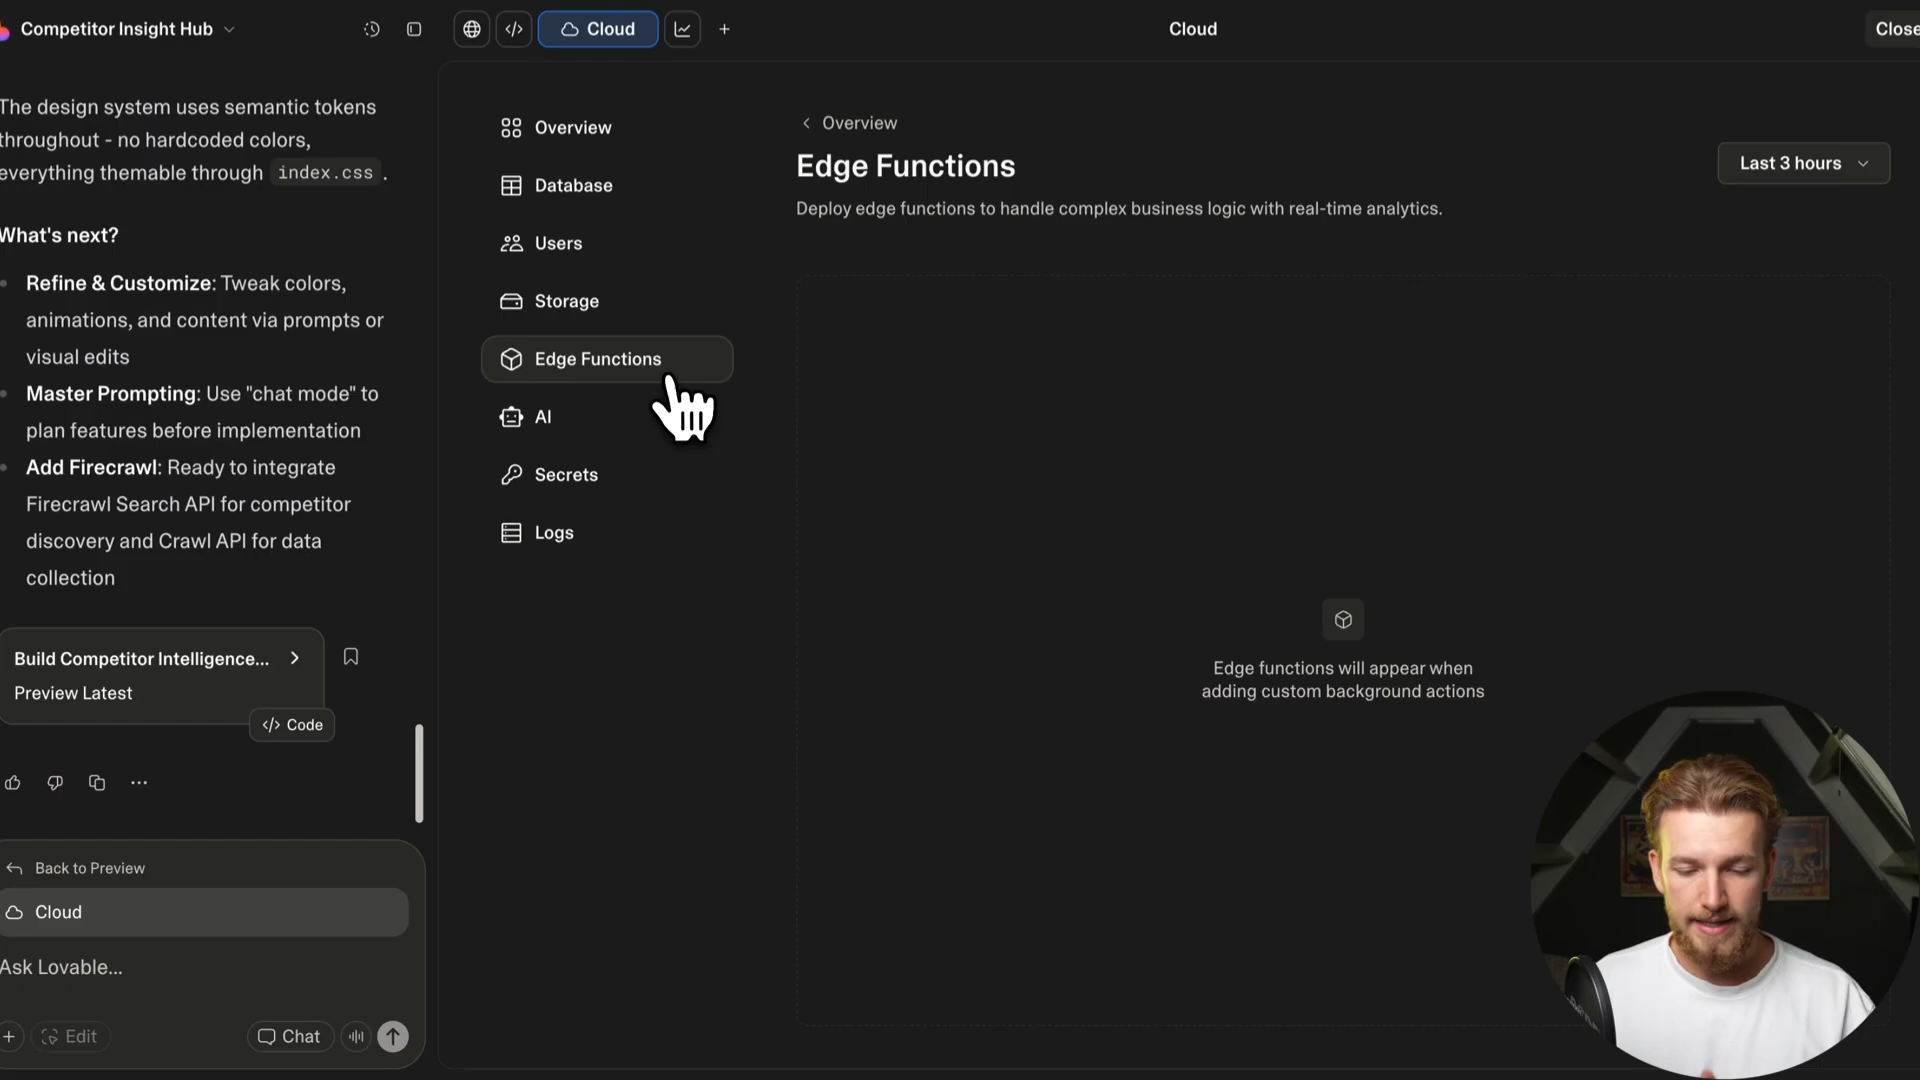 Competitor Insight Hub
Cloud
Cloud
Close
The design system uses semantic tokens
throughout - no hardcoded colors,
everything themable through index.css.
What's next?
Refine & Customize: Tweak colors,
animations, and content via prompts or
visual edits
Master Prompting: Use "chat mode" to
plan features before implementation
Add Firecrawl: Ready to integrate
Firecrawl Search API for competitor
discovery and Crawl API for data
collection
Build Competitor Intelligence...
Preview Latest
Code
Back to Preview
Cloud
Ask Lovable...
Edit
Chat
Overview
Database
Users
Storage
Edge Functions
AI
Secrets
Logs
Overview
Edge Functions
Deploy edge functions to handle complex business logic with real-time analytics.
Last 3 hours
Edge functions will appear when
adding custom background actions